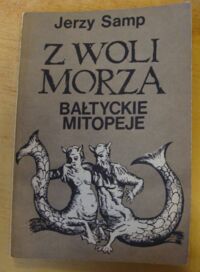 Jerzy Samp
Z WOLI
MORZA
BAŁTYCKIE
MITOPEJE